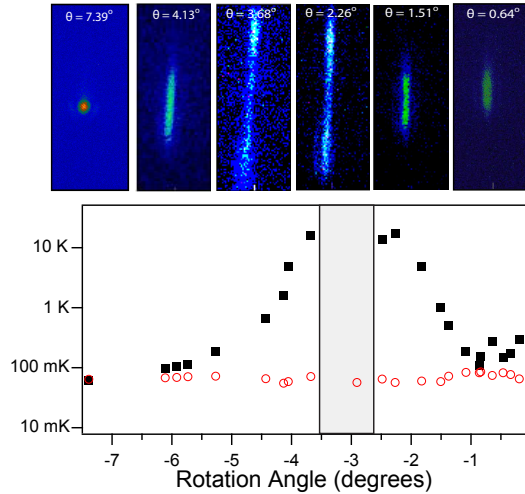 θ = 7.39° θ = 4.13° θ = 3.68° θ = 2.26° θ = 1.51° θ = 0.64°
10 K
1 K
100 mK
10 mK
-7 -6 -5 -4 -3 -2 -1
Rotation Angle (degrees)